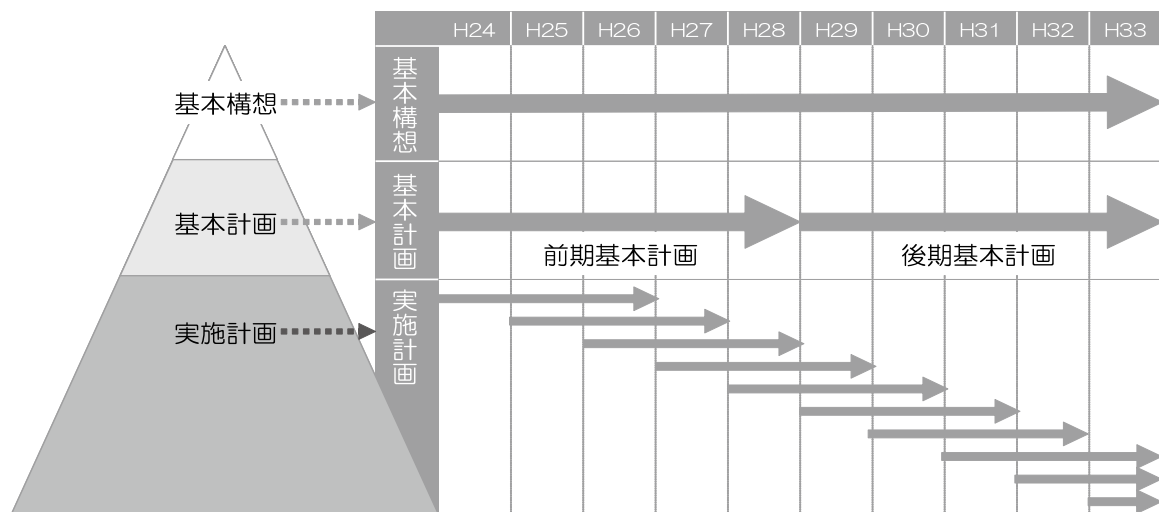 H24 H25 H26 H27 H28 H29 H30 H31 H32 H33
基本構想
基本構想
基本計画
基本計画
前期基本計画
後期基本計画
実施計画
実施計画